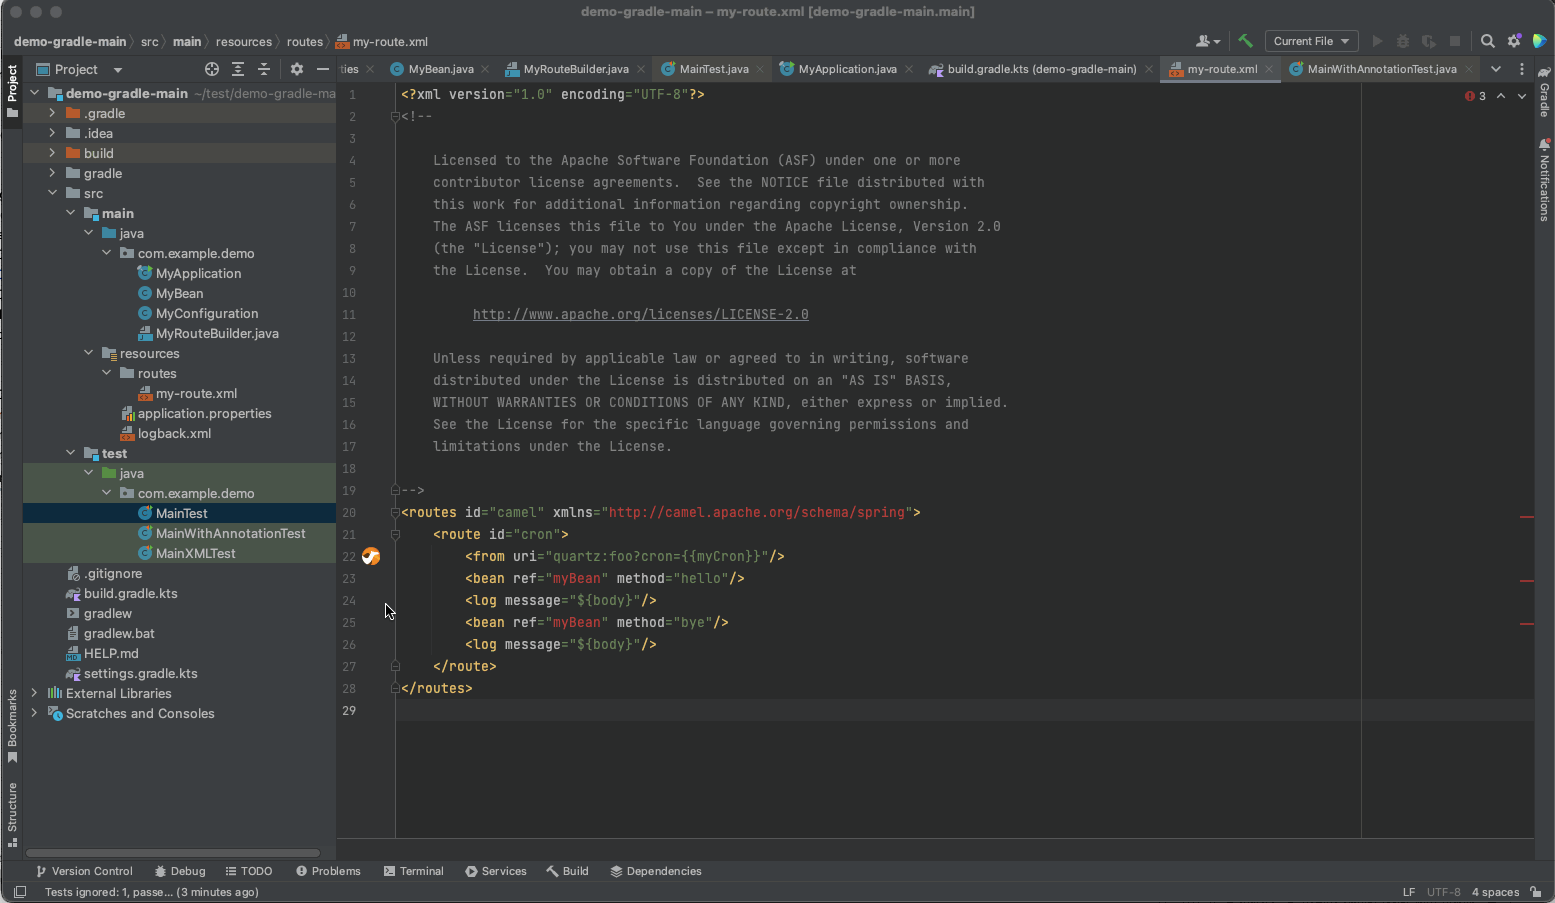 demo-gradle-main – my-route.xml [demo-gradle-main.main]
demo-gradle-main 〉 src 〉 main 〉 resources 〉 routes 〉 my-route.xml
Current File
Project
ties
MyBean.java
MyRouteBuilder.java
MainTest.java
MyApplication.java
build.gradle.kts (demo-gradle-main)
my-route.xml
MainWithAnnotationTest.java
Project
Bookmarks
Structure
Gradle
Notifications
demo-gradle-main ~/test/demo-gradle-ma
.gradle
.idea
build
gradle
src
main
java
com.example.demo
MyApplication
MyBean
MyConfiguration
MyRouteBuilder.java
resources
routes
my-route.xml
application.properties
logback.xml
test
java
com.example.demo
MainTest
MainWithAnnotationTest
MainXMLTest
.gitignore
build.gradle.kts
gradlew
gradlew.bat
HELP.md
settings.gradle.kts
External Libraries
Scratches and Consoles
3
1 <?xml version="1.0" encoding="UTF-8"?>
2 <!--
3
4 Licensed to the Apache Software Foundation (ASF) under one or more
5 contributor license agreements.  See the NOTICE file distributed with
6 this work for additional information regarding copyright ownership.
7 The ASF licenses this file to You under the Apache License, Version 2.0
8 (the "License"); you may not use this file except in compliance with
9 the License.  You may obtain a copy of the License at
10
11 http://www.apache.org/licenses/LICENSE-2.0
12
13 Unless required by applicable law or agreed to in writing, software
14 distributed under the License is distributed on an "AS IS" BASIS,
15 WITHOUT WARRANTIES OR CONDITIONS OF ANY KIND, either express or implied.
16 See the License for the specific language governing permissions and
17 limitations under the License.
18
19 -->
20 <routes id="camel" xmlns="http://camel.apache.org/schema/spring">
21 <route id="cron">
22 <from uri="quartz:foo?cron={{myCron}}"/>
23 <bean ref="myBean" method="hello"/>
24 <log message="${body}"/>
25 <bean ref="myBean" method="bye"/>
26 <log message="${body}"/>
27 </route>
28 </routes>
29
Version Control
Debug
TODO
Problems
Terminal
Services
Build
Dependencies
Tests ignored: 1, passe... (3 minutes ago)
LF
UTF-8
4 spaces